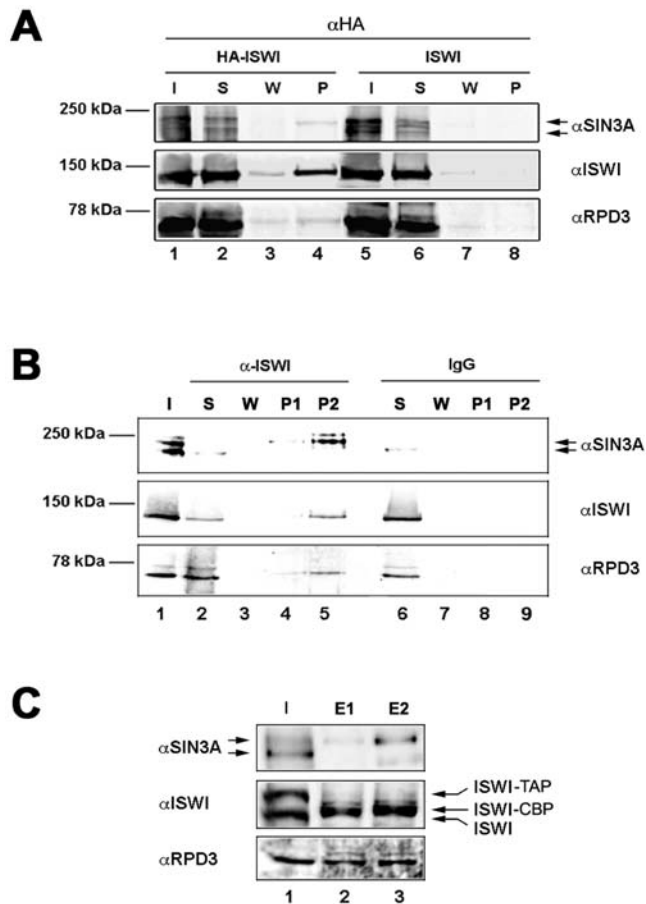 A
αHA
HA-ISWI ISWI
I S W P I S W P
250 kDa
αSIN3A
150 kDa
αISWI
78 kDa
αRPD3
1 2 3 4 5 6 7 8
B
α-ISWI IgG
I S W P1 P2 S W P1 P2
250 kDa
αSIN3A
150 kDa
αISWI
78 kDa
αRPD3
1 2 3 4 5 6 7 8 9
C
I E1 E2
αSIN3A
αISWI
ISWI-TAP
ISWI-CBP
ISWI
αRPD3
1 2 3